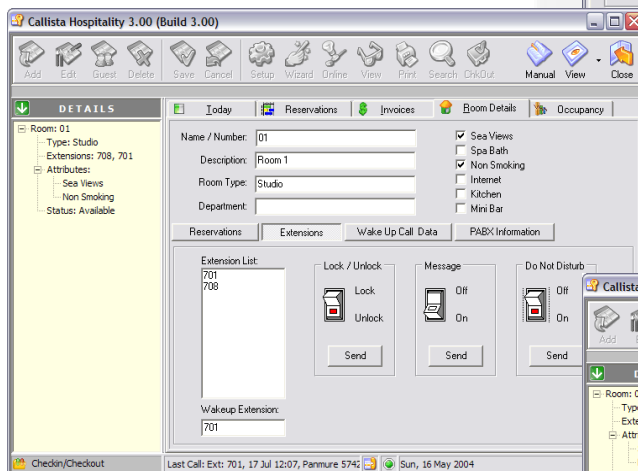 Callista Hospitality 3.00 (Build 3.00)
Add Edit Guest Delete Save Cancel Setup Wizard Online View Print Search ChkOut Manual View Close
DETAILS
Room: 01
Type: Studio
Extensions: 708, 701
Attributes:
Sea Views
Non Smoking
Status: Available
Today Reservations Invoices Room Details Occupancy
Name / Number: 01
Description: Room 1
Room Type: Studio
Department:
Sea Views
Spa Bath
Non Smoking
Internet
Kitchen
Mini Bar
Reservations Extensions Wake Up Call Data PABX Information
Extension List:
701
708
Wakeup Extension:
701
Lock / Unlock
Lock
Unlock
Send
Message
Off
On
Send
Do Not Disturb
Off
On
Send
Callista
Add
D
Room: 0
Type
Exte
Attri
Checkin/Checkout
Last Call: Ext: 701, 17 Jul 12:07, Panmure 5742
Sun, 16 May 2004